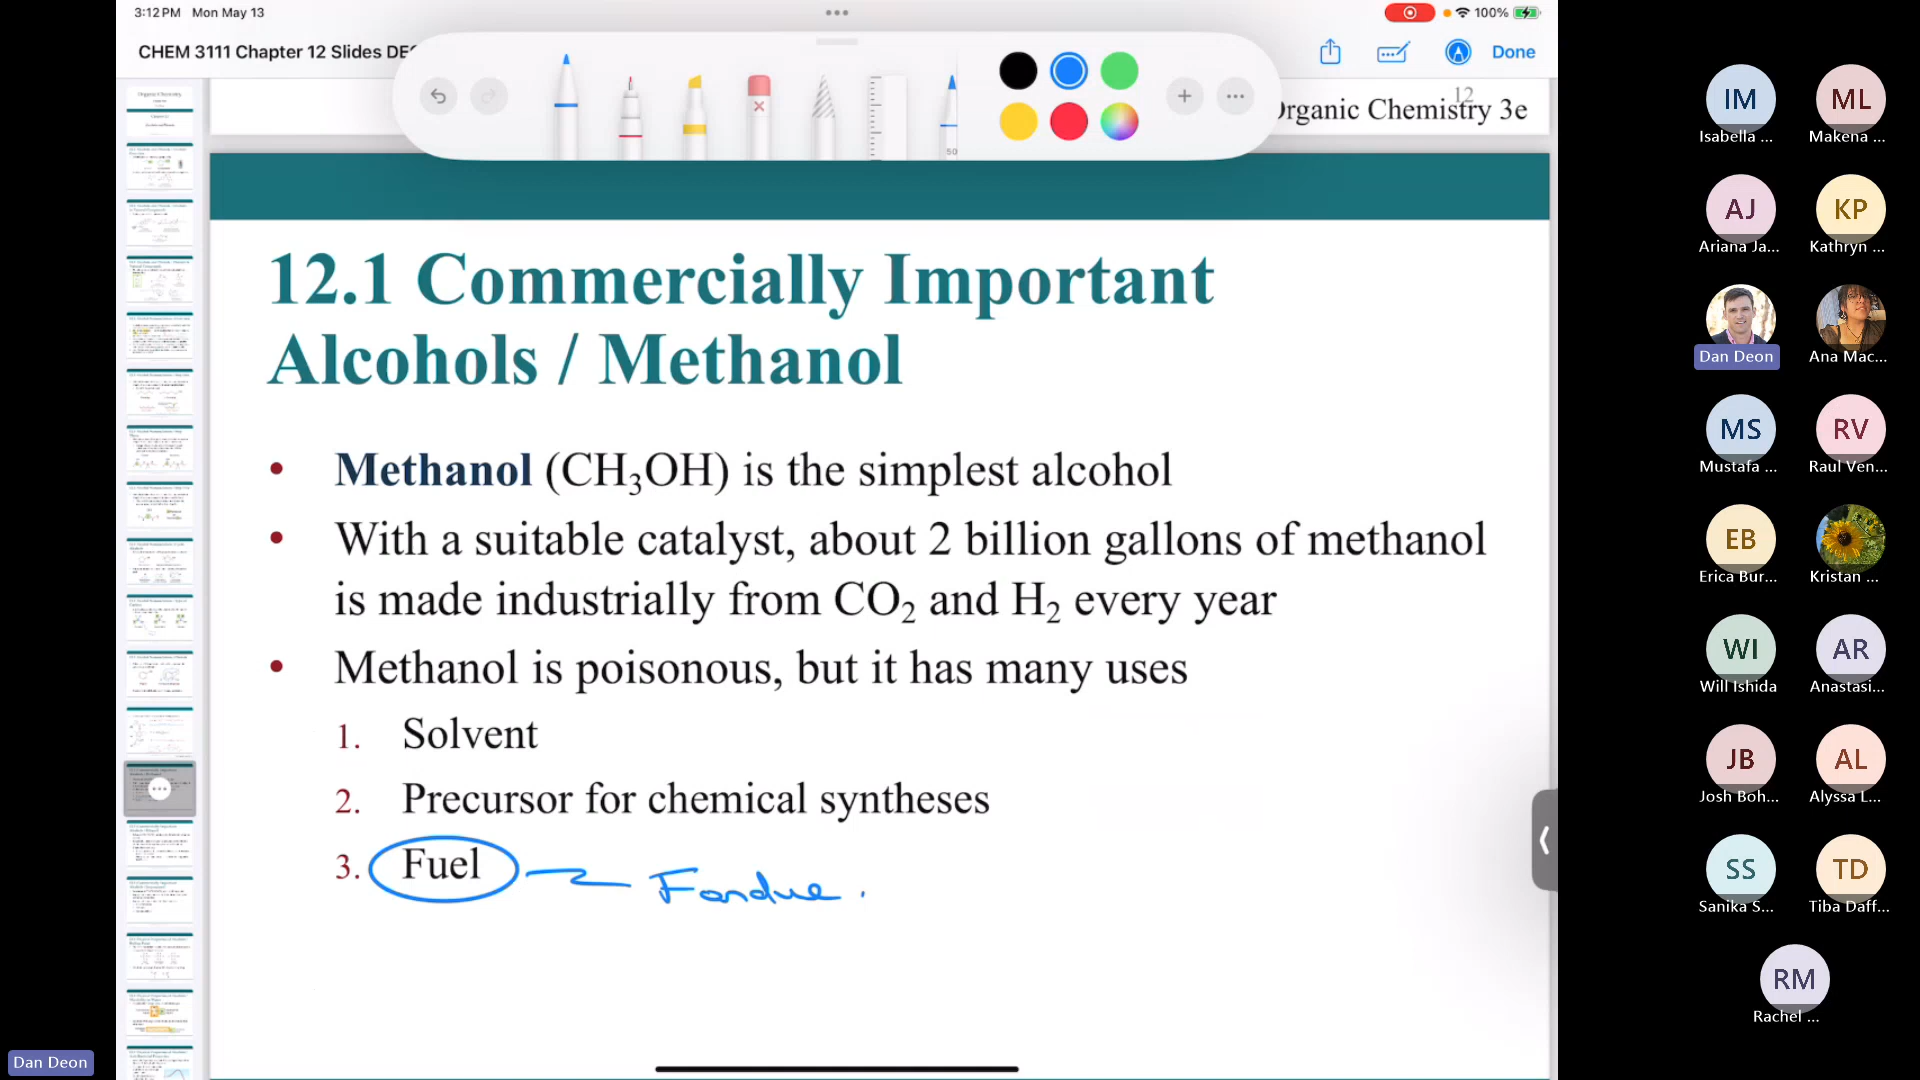 3:12 PM Mon May 13
100%
CHEM 3111 Chapter 12 Slides DE
Done
12
Organic Chemistry 3e
50
12.1 Commercially Important
Alcohols / Methanol
• Methanol (CH₃OH) is the simplest alcohol
• With a suitable catalyst, about 2 billion gallons of methanol
is made industrially from CO₂ and H₂ every year
• Methanol is poisonous, but it has many uses
1. Solvent
2. Precursor for chemical syntheses
3. Fuel
Fondue.
IM
ML
Isabella ...
Makena ...
AJ
KP
Ariana Ja...
Kathryn ...
Dan Deon
Ana Mac...
MS
RV
Mustafa ...
Raul Ven...
EB
Erica Bur...
Kristan ...
WI
AR
Will Ishida
Anastasi...
JB
AL
Josh Boh...
Alyssa L...
SS
TD
Sanika S...
Tiba Daff...
RM
Rachel ...
Dan Deon